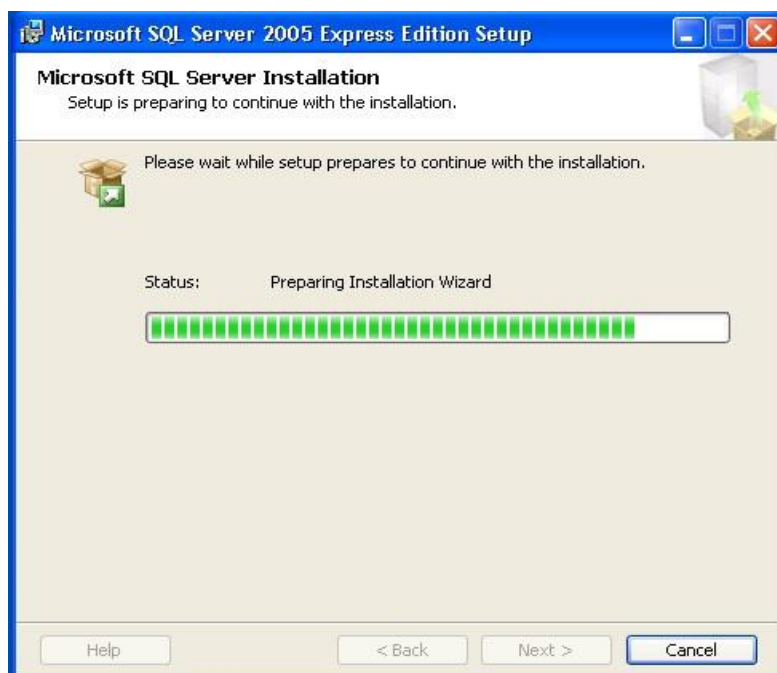 Microsoft SQL Server 2005 Express Edition Setup
Microsoft SQL Server Installation
Setup is preparing to continue with the installation.
Please wait while setup prepares to continue with the installation.
Status: Preparing Installation Wizard
Help < Back Next > Cancel